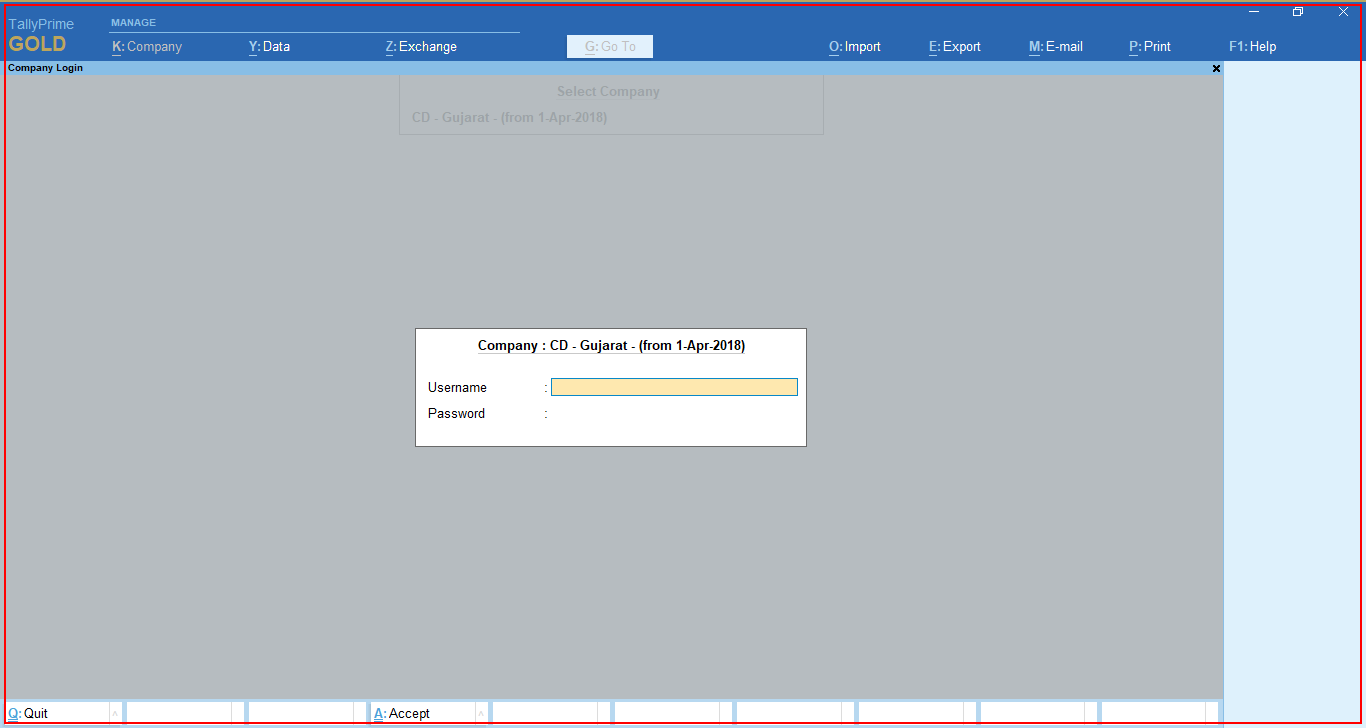 TallyPrime
GOLD
MANAGE
K: Company Y: Data Z: Exchange G: Go To O: Import E: Export M: E-mail P: Print F1: Help
Company Login
Select Company
CD - Gujarat - (from 1-Apr-2018)
Company : CD - Gujarat - (from 1-Apr-2018)
Username :
Password :
Q: Quit A: Accept